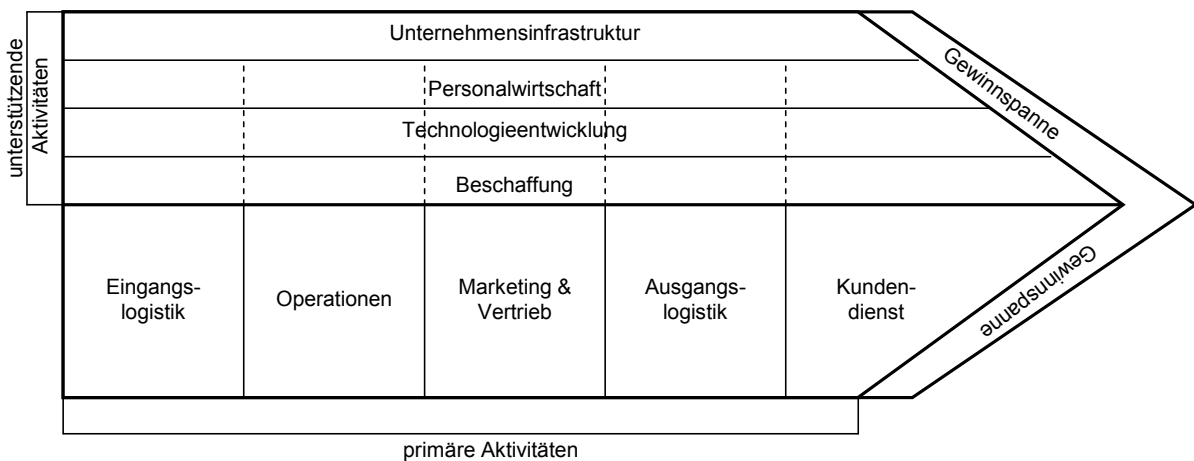 unterstützende
Aktivitäten
Unternehmensinfrastruktur
Personalwirtschaft
Technologieentwicklung
Beschaffung
Gewinnspanne
Eingangs-
logistik
Operationen
Marketing &
Vertrieb
Ausgangs-
logistik
Kunden-
dienst
Gewinnspanne
primäre Aktivitäten